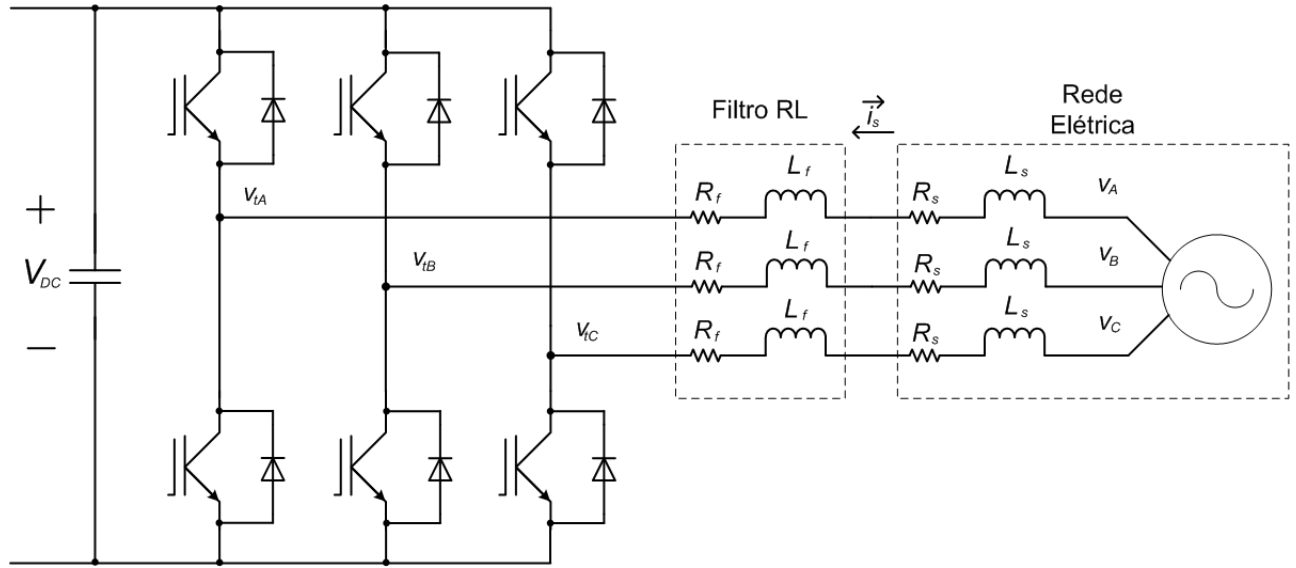 Filtro RL
i_s
Rede
Elétrica
v_tA
R_f
L_f
R_s
L_s
v_A
+
V_DC
−
v_tB
R_f
L_f
R_s
L_s
v_B
v_tC
R_f
L_f
R_s
L_s
v_C